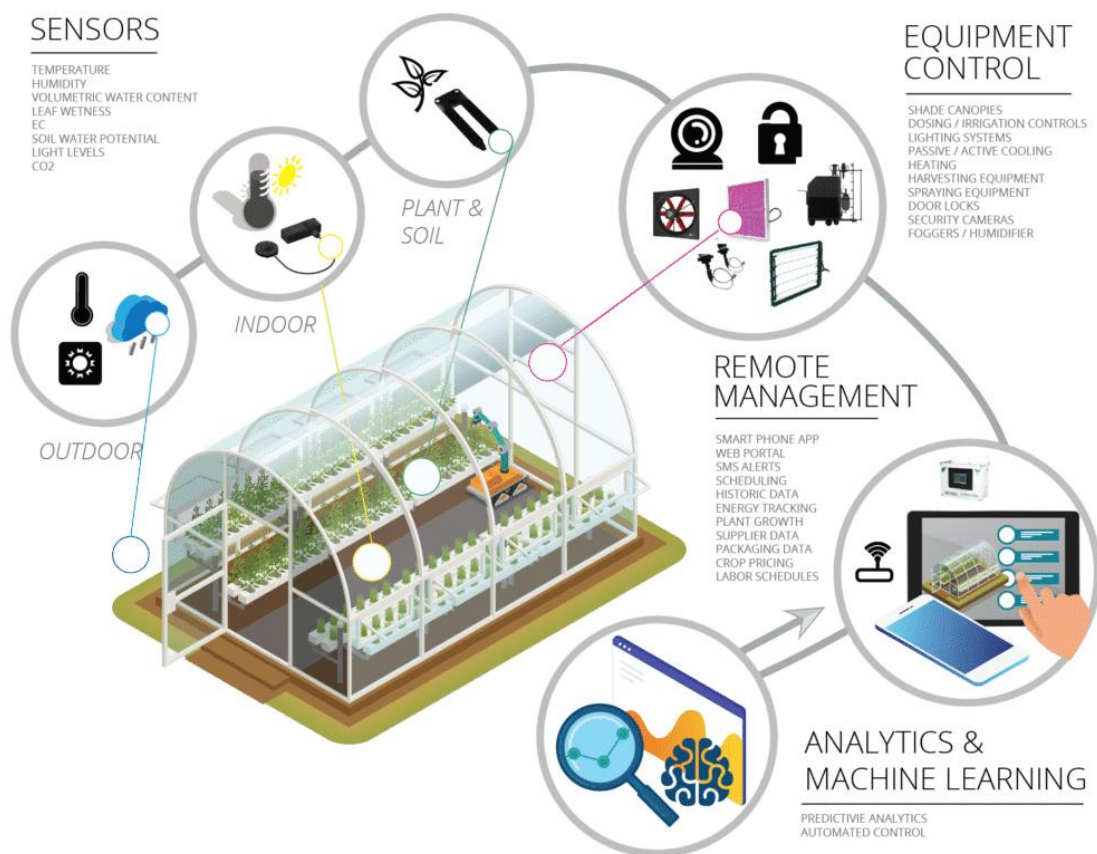 SENSORS
TEMPERATURE
HUMIDITY
VOLUMETRIC WATER CONTENT
LEAF WETNESS
EC
SOIL WATER POTENTIAL
LIGHT LEVELS
CO2
PLANT &
SOIL
INDOOR
OUTDOOR
EQUIPMENT
CONTROL
SHADE CANOPIES
DOSING / IRRIGATION CONTROLS
LIGHTING SYSTEMS
PASSIVE / ACTIVE COOLING
HEATING
HARVESTING EQUIPMENT
SPRAYING EQUIPMENT
DOOR LOCKS
SECURITY CAMERAS
FOGGERS / HUMIDIFIER
REMOTE
MANAGEMENT
SMART PHONE APP
WEB PORTAL
SMS ALERTS
SCHEDULING
HISTORIC DATA
ENERGY TRACKING
PLANT GROWTH
SUPPLIER DATA
PACKAGING DATA
CROP PRICING
LABOR SCHEDULES
ANALYTICS &
MACHINE LEARNING
PREDICTIVIE ANALYTICS
AUTOMATED CONTROL